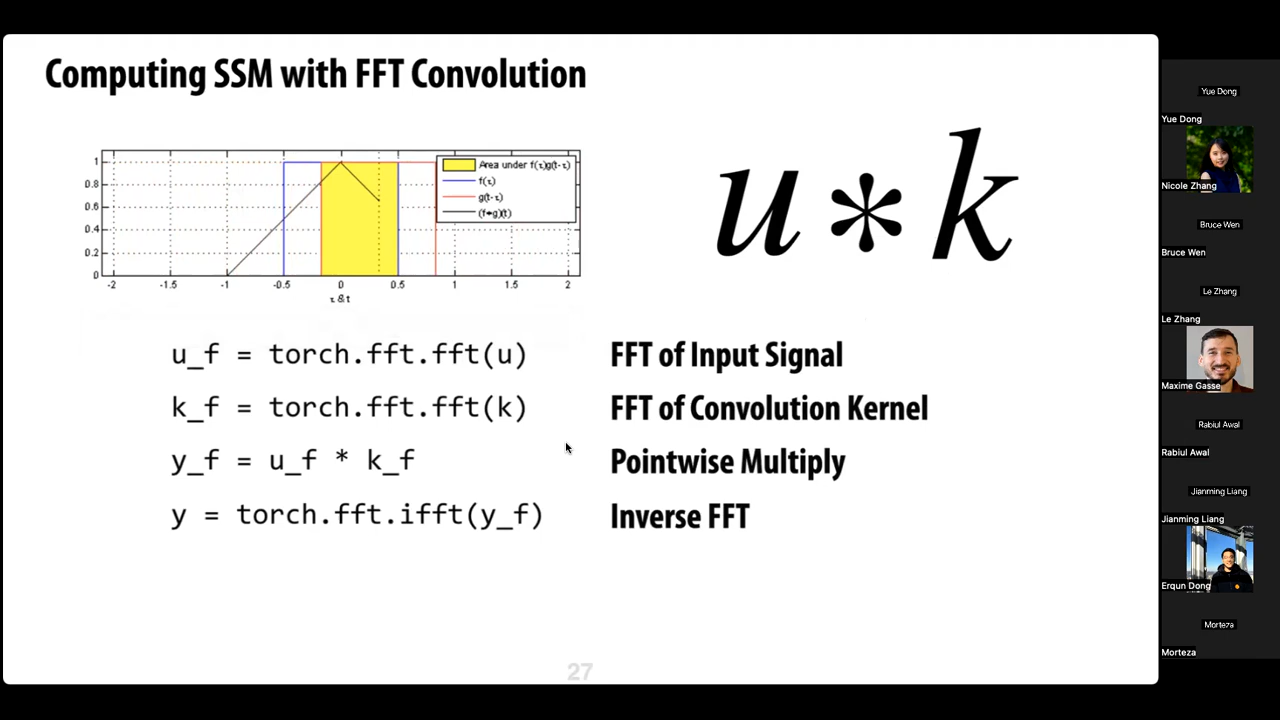 Computing SSM with FFT Convolution
1
0.8
0.6
0.4
0.2
0
-2 -1.5 -1 -0.5 0 0.5 1 1.5 2
τ & t
Area under f(τ)g(t-τ)
f(τ)
g(t-τ)
(f∗g)(t)
u ∗ k
u_f = torch.fft.fft(u) FFT of Input Signal
k_f = torch.fft.fft(k) FFT of Convolution Kernel
y_f = u_f * k_f Pointwise Multiply
y = torch.fft.ifft(y_f) Inverse FFT
27
Yue Dong
Yue Dong
Nicole Zhang
Bruce Wen
Bruce Wen
Le Zhang
Le Zhang
Maxime Gasse
Rabiul Awal
Rabiul Awal
Jianming Liang
Jianming Liang
Erqun Dong
Morteza
Morteza